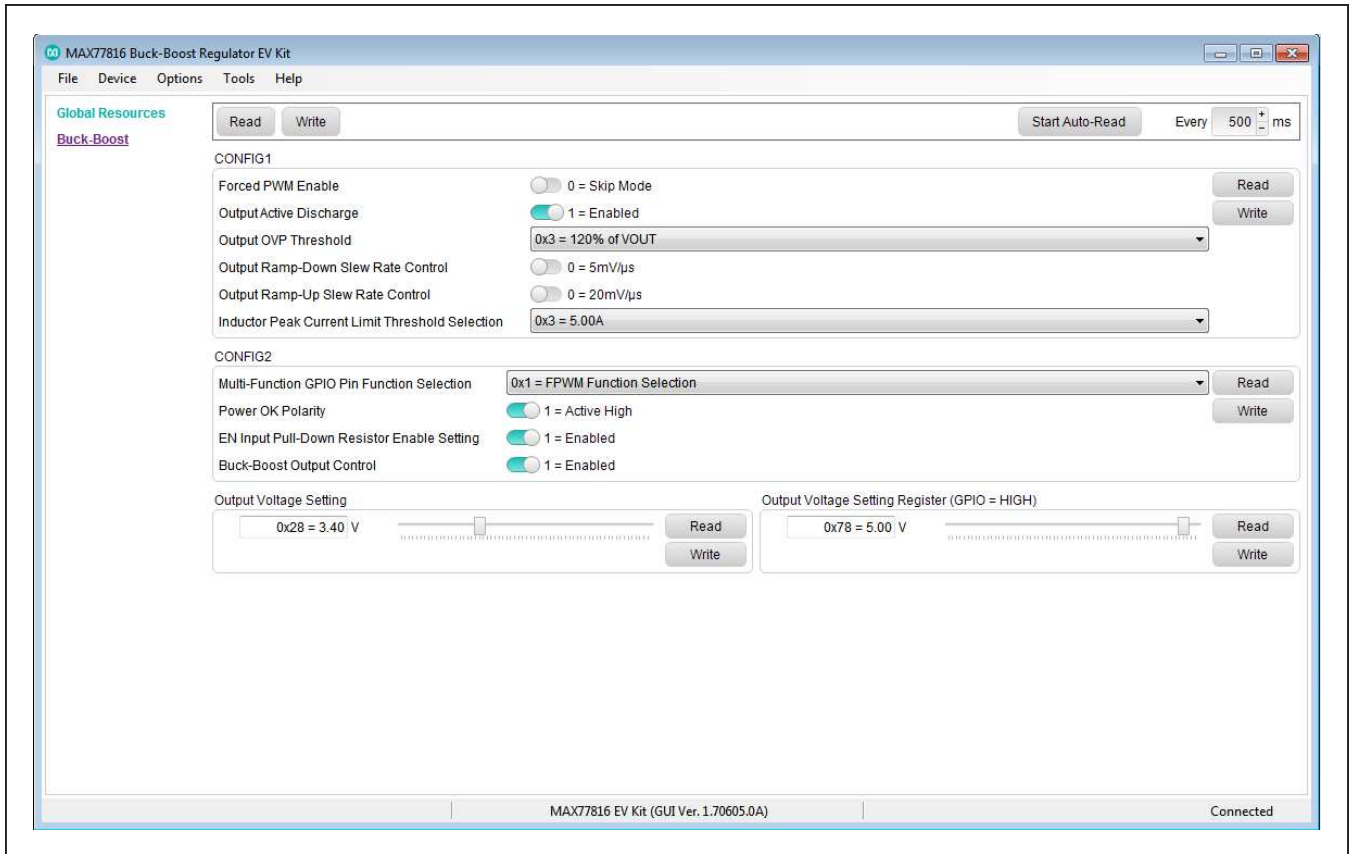 MAX77816 Buck-Boost Regulator EV Kit
File Device Options Tools Help
Global Resources
Buck-Boost
Read Write Start Auto-Read Every 500 + - ms
CONFIG1
Forced PWM Enable 0 = Skip Mode Read
Output Active Discharge 1 = Enabled Write
Output OVP Threshold 0x3 = 120% of VOUT
Output Ramp-Down Slew Rate Control 0 = 5mV/µs
Output Ramp-Up Slew Rate Control 0 = 20mV/µs
Inductor Peak Current Limit Threshold Selection 0x3 = 5.00A
CONFIG2
Multi-Function GPIO Pin Function Selection 0x1 = FPWM Function Selection Read
Power OK Polarity 1 = Active High Write
EN Input Pull-Down Resistor Enable Setting 1 = Enabled
Buck-Boost Output Control 1 = Enabled
Output Voltage Setting Output Voltage Setting Register (GPIO = HIGH)
0x28 = 3.40 V Read 0x78 = 5.00 V Read
Write Write
MAX77816 EV Kit (GUI Ver. 1.70605.0A) Connected